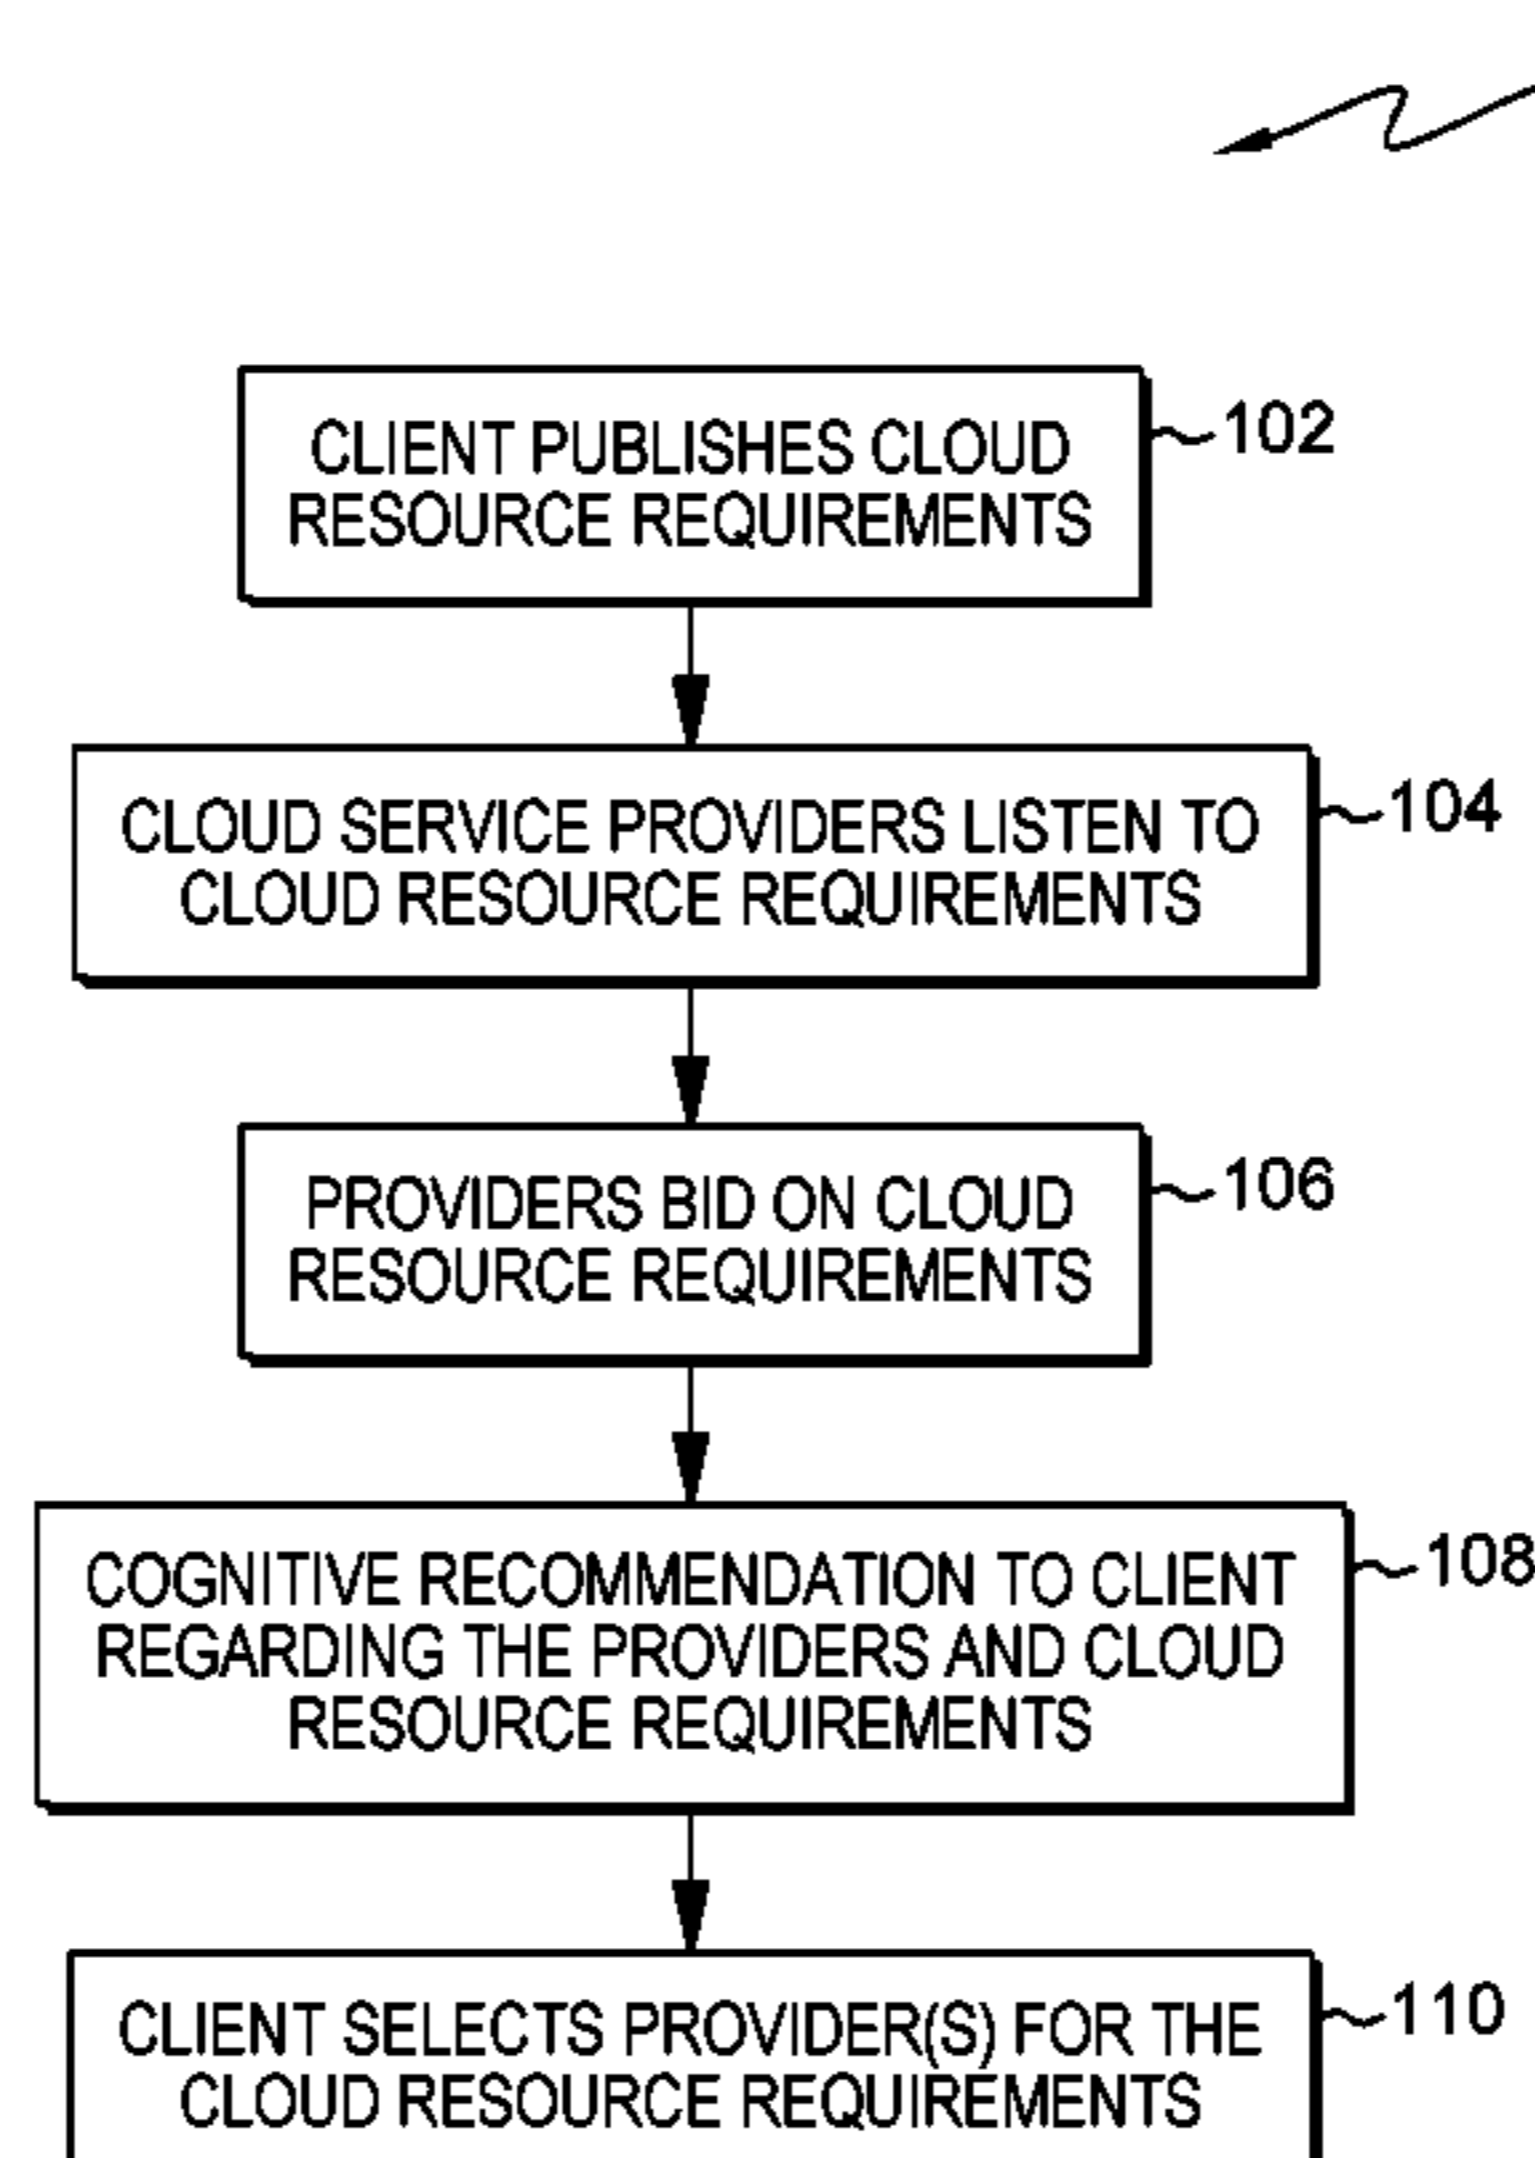 CLIENT PUBLISHES CLOUD
RESOURCE REQUIREMENTS
102
CLOUD SERVICE PROVIDERS LISTEN TO
CLOUD RESOURCE REQUIREMENTS
104
PROVIDERS BID ON CLOUD
RESOURCE REQUIREMENTS
106
COGNITIVE RECOMMENDATION TO CLIENT
REGARDING THE PROVIDERS AND CLOUD
RESOURCE REQUIREMENTS
108
CLIENT SELECTS PROVIDER(S) FOR THE
CLOUD RESOURCE REQUIREMENTS
110